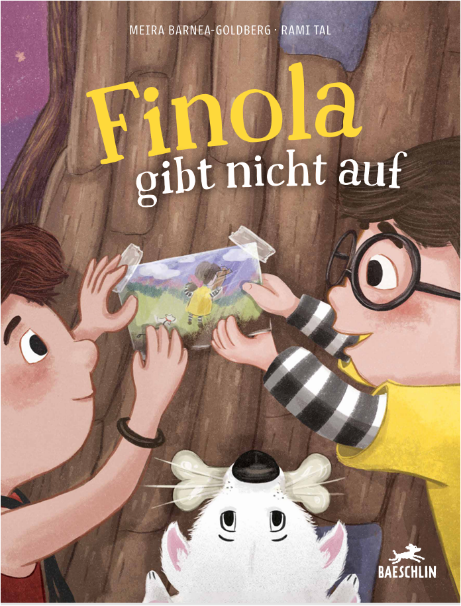 MEIRA BARNEA-GOLDBERG · RAMI TAL
Finola
gibt nicht auf
BAESCHLIN